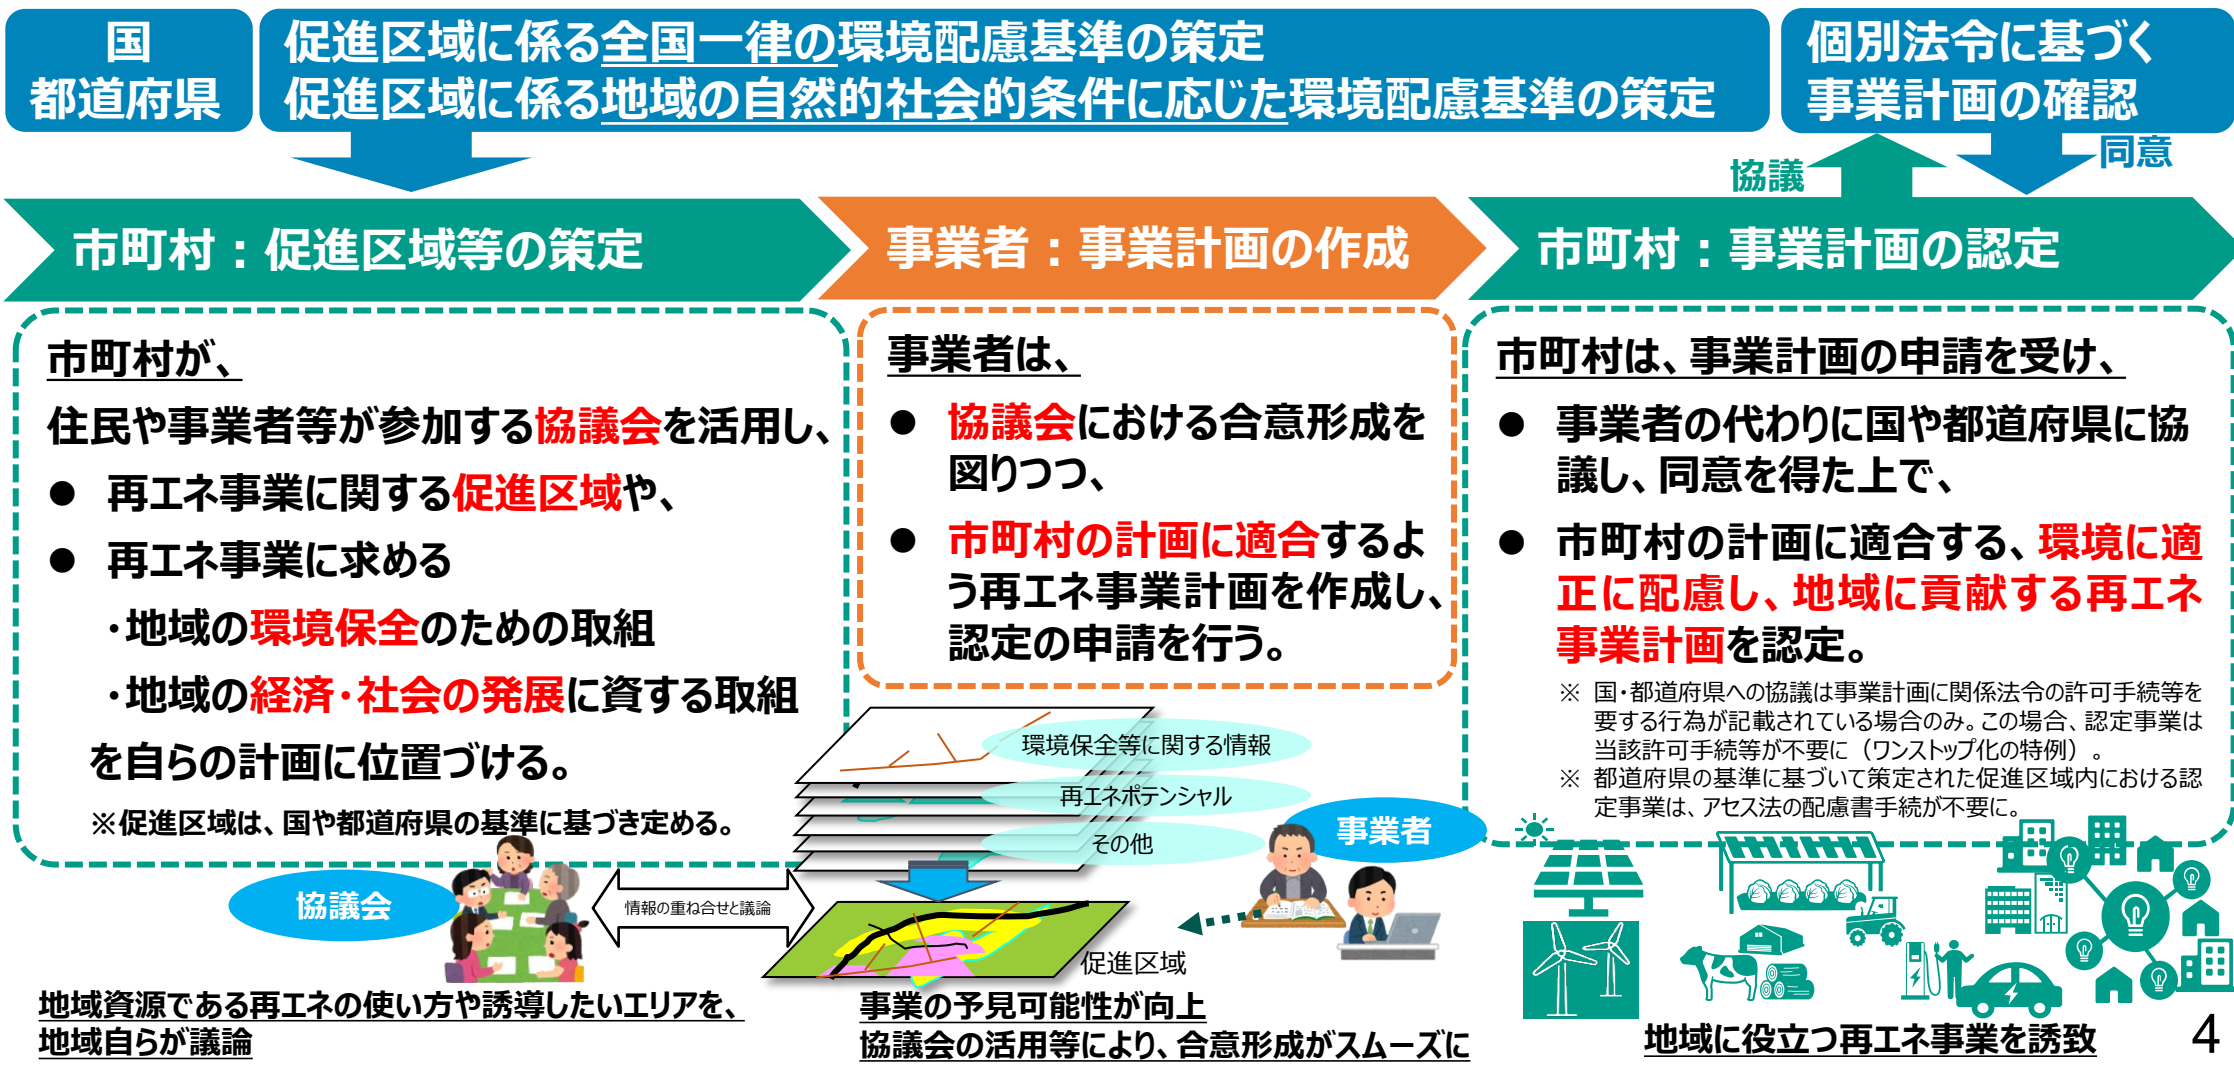 国
都道府県
促進区域に係る全国一律の環境配慮基準の策定
促進区域に係る地域の自然的社会的条件に応じた環境配慮基準の策定
個別法令に基づく
事業計画の確認
協議
同意
市町村：促進区域等の策定
事業者：事業計画の作成
市町村：事業計画の認定
市町村が、
住民や事業者等が参加する協議会を活用し、
● 再エネ事業に関する促進区域や、
● 再エネ事業に求める
・地域の環境保全のための取組
・地域の経済・社会の発展に資する取組
を自らの計画に位置づける。
※促進区域は、国や都道府県の基準に基づき定める。
事業者は、
● 協議会における合意形成を
図りつつ、
● 市町村の計画に適合するよ
う再エネ事業計画を作成し、
認定の申請を行う。
市町村は、事業計画の申請を受け、
● 事業者の代わりに国や都道府県に協
議し、同意を得た上で、
● 市町村の計画に適合する、環境に適
正に配慮し、地域に貢献する再エネ
事業計画を認定。
※ 国・都道府県への協議は事業計画に関係法令の許可手続等を
要する行為が記載されている場合のみ。この場合、認定事業は
当該許可手続等が不要に（ワンストップ化の特例）。
※ 都道府県の基準に基づいて策定された促進区域内における認
定事業は、アセス法の配慮書手続が不要に。
環境保全等に関する情報
再エネポテンシャル
その他
事業者
協議会
情報の重ね合せと議論
促進区域
地域資源である再エネの使い方や誘導したいエリアを、
地域自らが議論
事業の予見可能性が向上
協議会の活用等により、合意形成がスムーズに
地域に役立つ再エネ事業を誘致
4